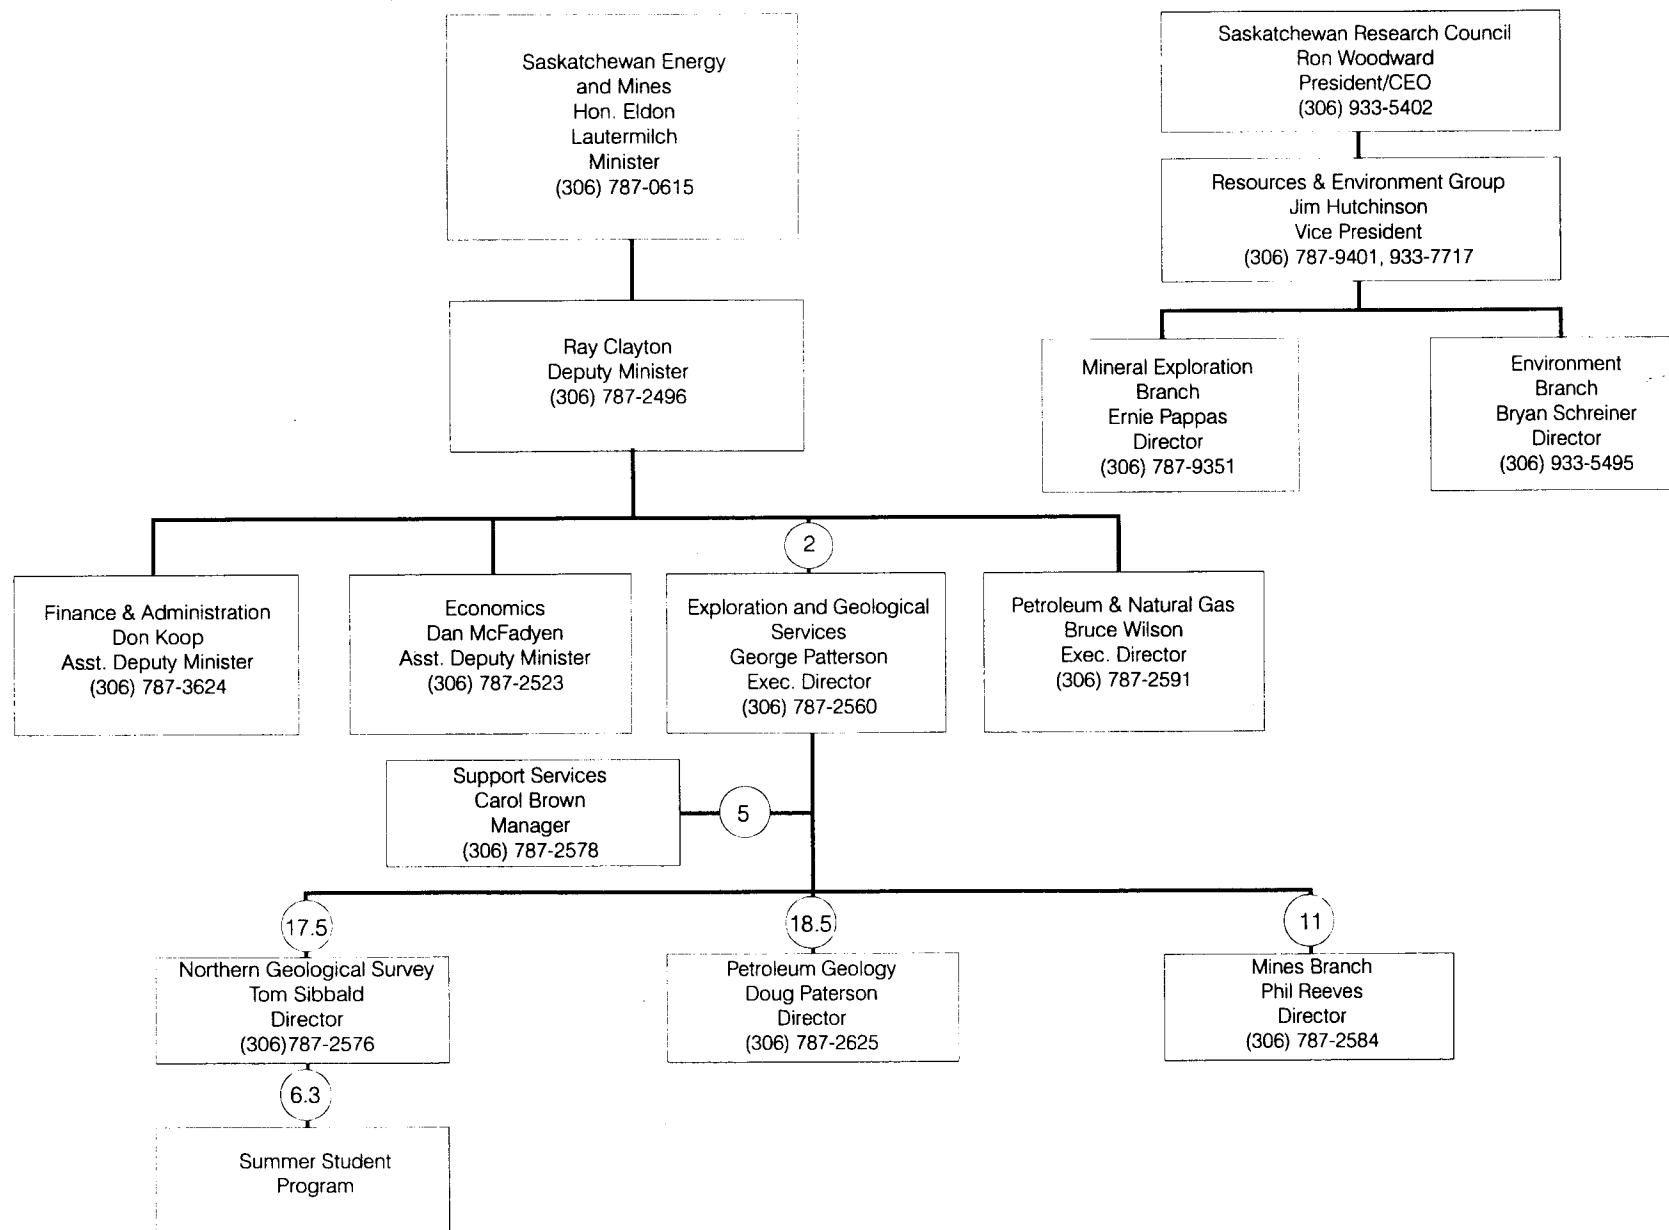 Saskatchewan Energy
and Mines
Hon. Eldon
Lautermilch
Minister
(306) 787-0615
Saskatchewan Research Council
Ron Woodward
President/CEO
(306) 933-5402
Resources & Environment Group
Jim Hutchinson
Vice President
(306) 787-9401, 933-7717
Ray Clayton
Deputy Minister
(306) 787-2496
Mineral Exploration
Branch
Ernie Pappas
Director
(306) 787-9351
Environment
Branch
Bryan Schreiner
Director
(306) 933-5495
2
Finance & Administration
Don Koop
Asst. Deputy Minister
(306) 787-3624
Economics
Dan McFadyen
Asst. Deputy Minister
(306) 787-2523
Exploration and Geological
Services
George Patterson
Exec. Director
(306) 787-2560
Petroleum & Natural Gas
Bruce Wilson
Exec. Director
(306) 787-2591
Support Services
Carol Brown
Manager
(306) 787-2578
5
17.5
18.5
11
Northern Geological Survey
Tom Sibbald
Director
(306)787-2576
Petroleum Geology
Doug Paterson
Director
(306) 787-2625
Mines Branch
Phil Reeves
Director
(306) 787-2584
6.3
Summer Student
Program